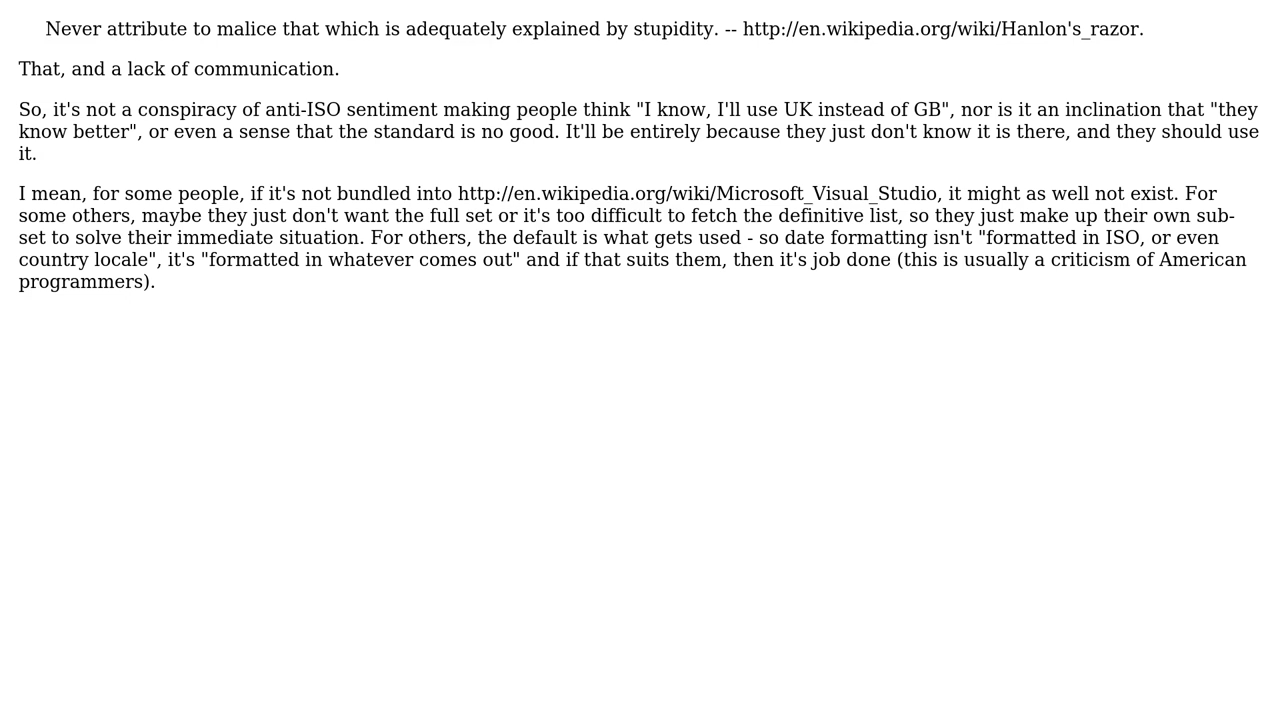 Never attribute to malice that which is adequately explained by stupidity. -- http://en.wikipedia.org/wiki/Hanlon's_razor.
That, and a lack of communication.
So, it's not a conspiracy of anti-ISO sentiment making people think "I know, I'll use UK instead of GB", nor is it an inclination that "they
know better", or even a sense that the standard is no good. It'll be entirely because they just don't know it is there, and they should use
it.
I mean, for some people, if it's not bundled into http://en.wikipedia.org/wiki/Microsoft_Visual_Studio, it might as well not exist. For
some others, maybe they just don't want the full set or it's too difficult to fetch the definitive list, so they just make up their own sub-
set to solve their immediate situation. For others, the default is what gets used - so date formatting isn't "formatted in ISO, or even
country locale", it's "formatted in whatever comes out" and if that suits them, then it's job done (this is usually a criticism of American
programmers).